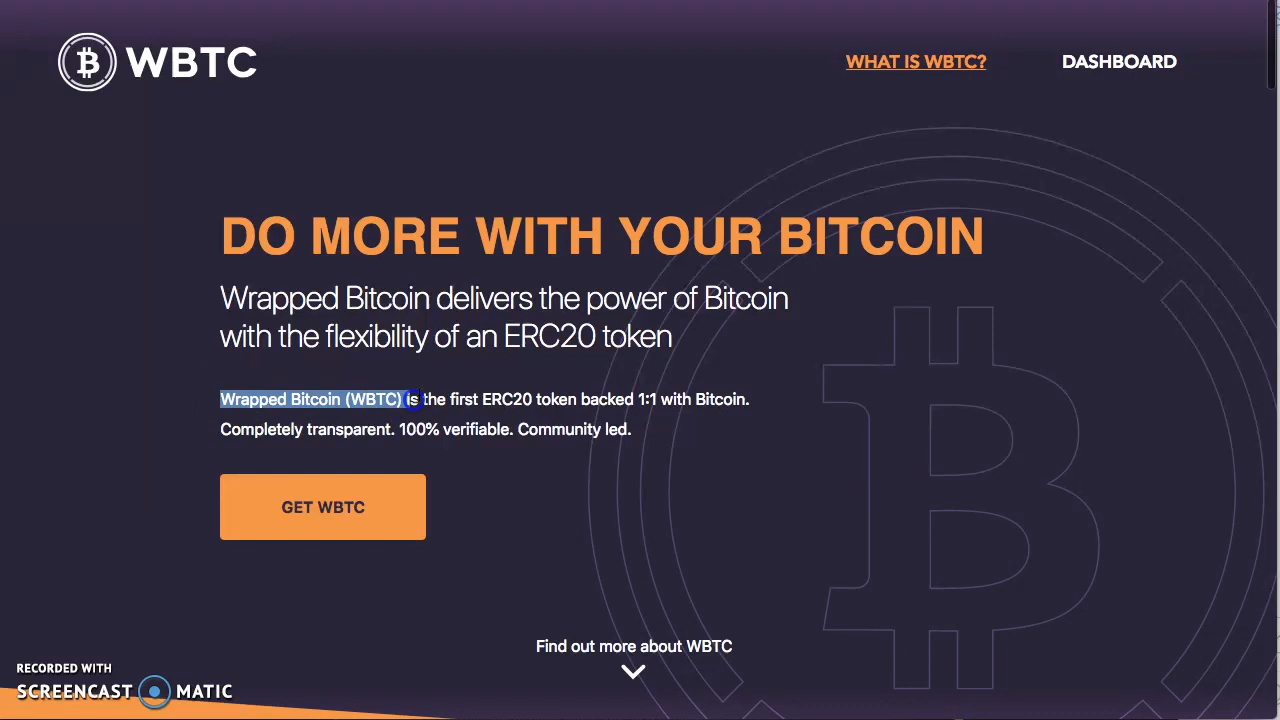 WBTC
WHAT IS WBTC?
DASHBOARD
DO MORE WITH YOUR BITCOIN
Wrapped Bitcoin delivers the power of Bitcoin
with the flexibility of an ERC20 token
Wrapped Bitcoin (WBTC) is the first ERC20 token backed 1:1 with Bitcoin.
Completely transparent. 100% verifiable. Community led.
GET WBTC
Find out more about WBTC
RECORDED WITH
SCREENCAST MATIC